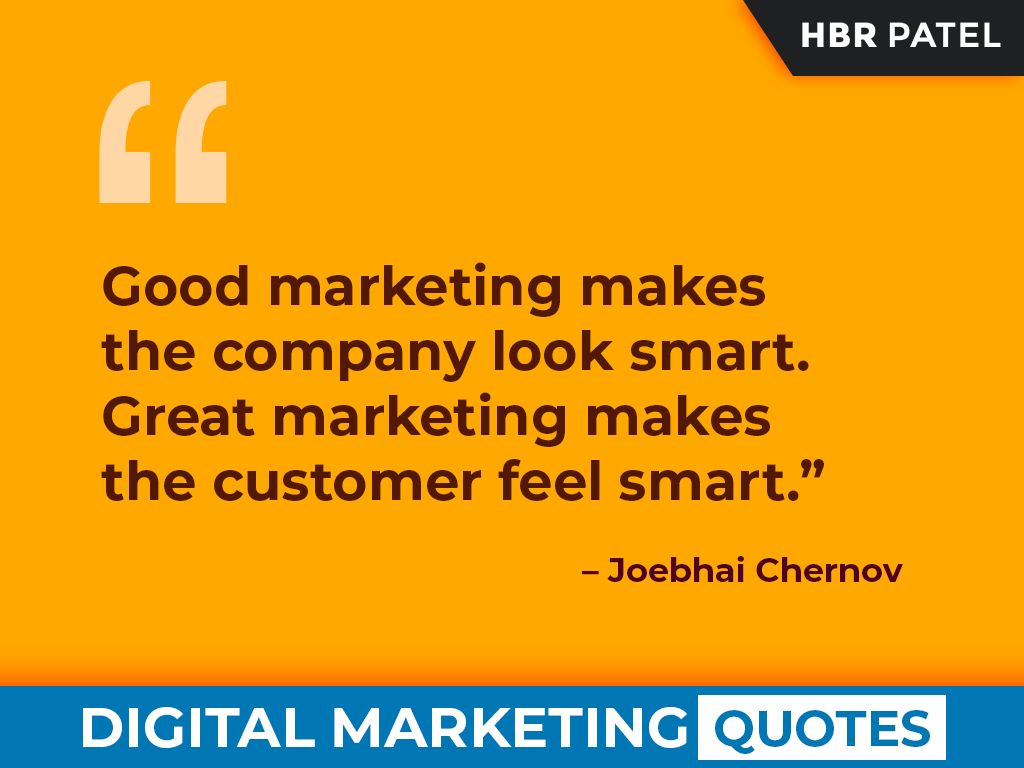 HBR PATEL
“
Good marketing makes
the company look smart.
Great marketing makes
the customer feel smart.”
– Joebhai Chernov
DIGITAL MARKETING QUOTES